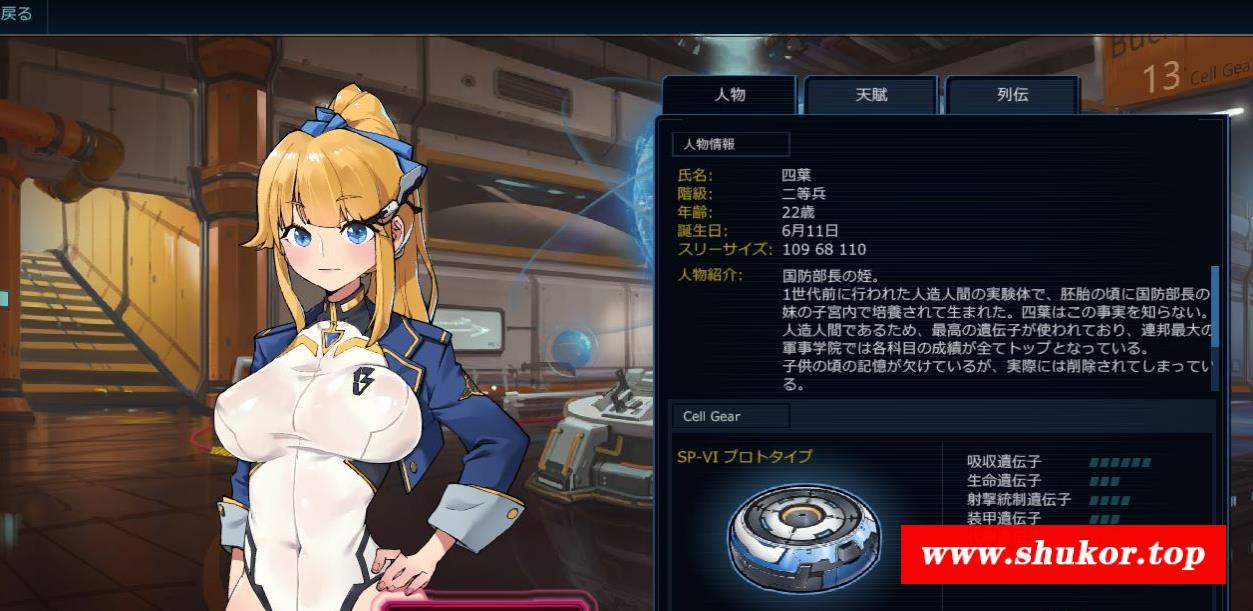 戻る
Buck
13 Cell Gear
人物 天賦 列伝
人物情報
氏名: 四葉
階級: 二等兵
年齢: 22歳
誕生日: 6月11日
スリーサイズ: 109 68 110
人物紹介: 国防部長の姪。
1世代前に行われた人造人間の実験体で、胚胎の頃に国防部長の
妹の子宮内で培養されて生まれた。四葉はこの事実を知らない。
人造人間であるため、最高の遺伝子が使われており、連邦最大の
軍事学院では各科目の成績が全てトップとなっている。
子供の頃の記憶が欠けているが、実際には削除されてしまってい
る。
Cell Gear
SP-VI プロトタイプ
吸収遺伝子
生命遺伝子
射撃統制遺伝子
装甲遺伝子
www.shukor.top